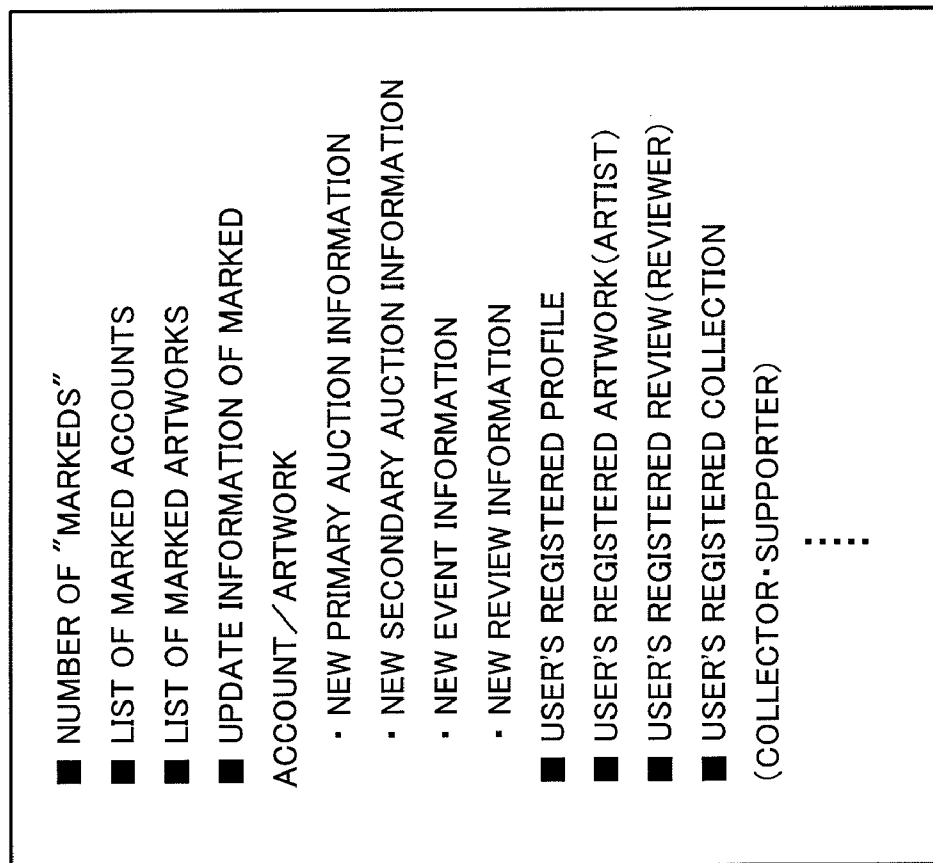 ■ NUMBER OF "MARKEDS"
■ LIST OF MARKED ACCOUNTS
■ LIST OF MARKED ARTWORKS
■ UPDATE INFORMATION OF MARKED
ACCOUNT／ARTWORK
・ NEW PRIMARY AUCTION INFORMATION
・ NEW SECONDARY AUCTION INFORMATION
・ NEW EVENT INFORMATION
・ NEW REVIEW INFORMATION
■ USER'S REGISTERED PROFILE
■ USER'S REGISTERED ARTWORK(ARTIST)
■ USER'S REGISTERED REVIEW(REVIEWER)
■ USER'S REGISTERED COLLECTION
(COLLECTOR・SUPPORTER)
⋯⋯